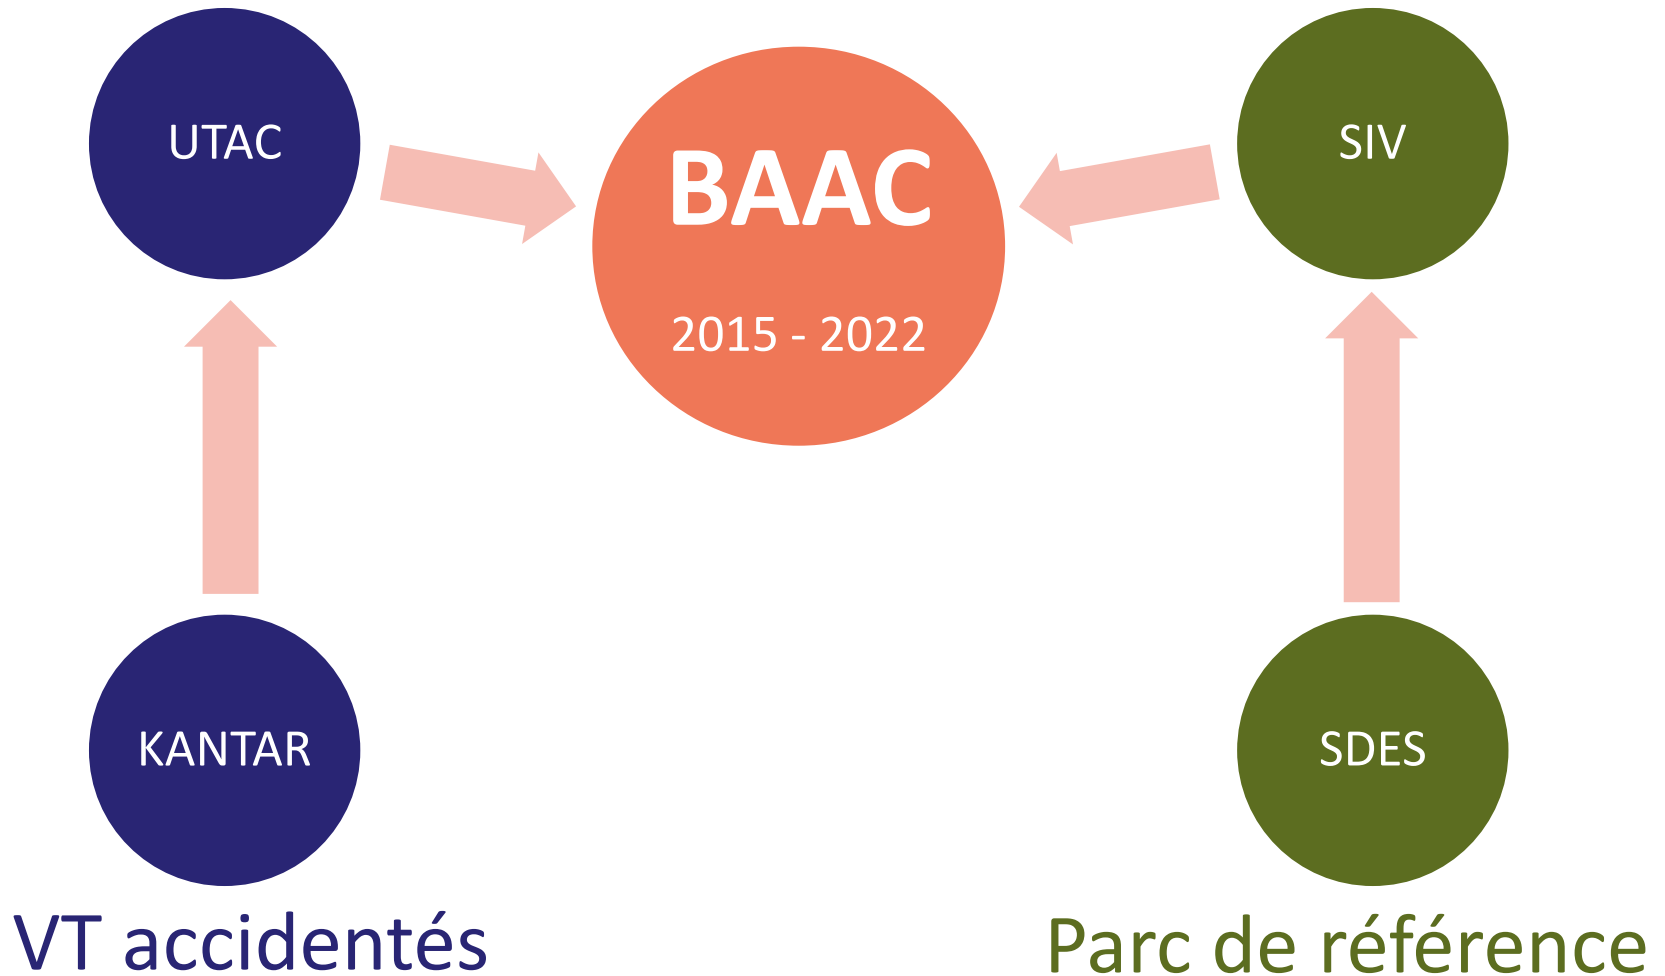 UTAC
BAAC
2015 - 2022
SIV
KANTAR
SDES
VT accidentés
Parc de référence